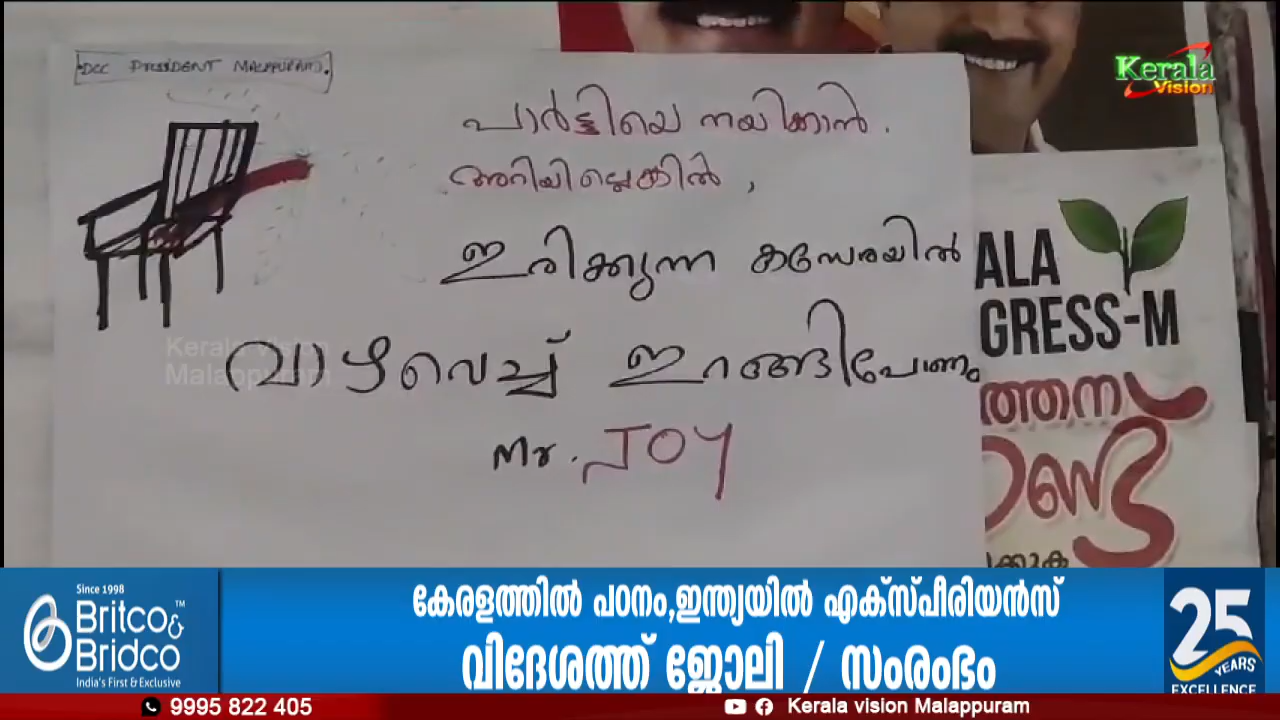 DCC PRESIDENT MALAPPURAM.
പാർട്ടിയെ നയിക്കാൻ.
അറിയില്ലെങ്കിൽ,
ഇരിക്കുന്ന കസേരയിൽ
വാഴവെച്ച് ഇറങ്ങിപോണം
Mr. JOY
Kerala
Vision
Kerala Vision
Malappuram
ALA
GRESS-M
ത്തന
ണ്ട്
ക്കുക
Since 1998
Britco &
Bridco
TM
India's First & Exclusive
കേരളത്തിൽ പഠനം,ഇന്ത്യയിൽ എക്സ്പീരിയൻസ്
വിദേശത്ത് ജോലി / സംരംഭം
25
YEARS
EXCELLENCE
9995 822 405
Kerala vision Malappuram